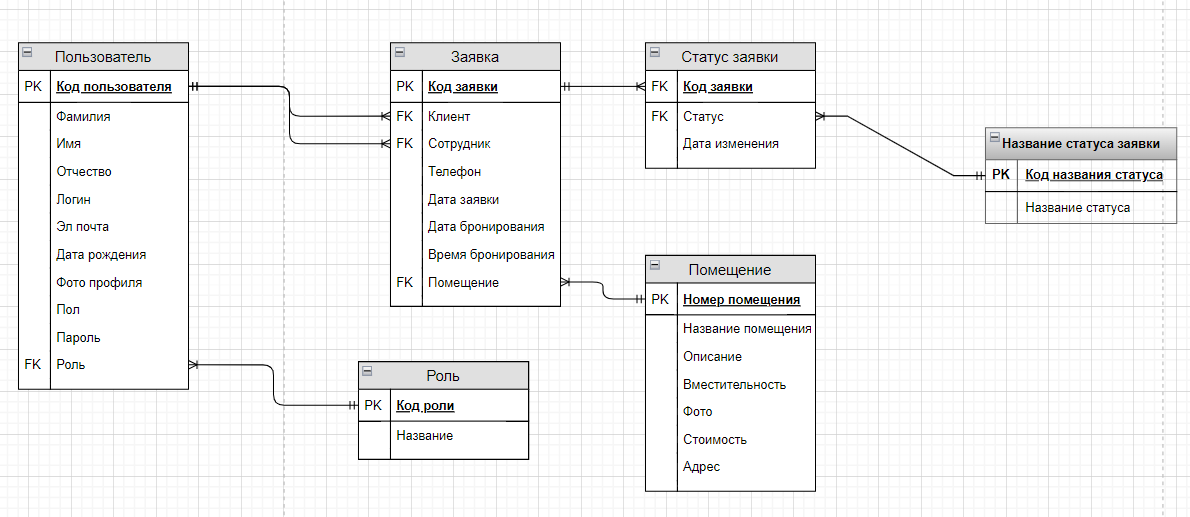 Пользователь
PK Код пользователя
Фамилия
Имя
Отчество
Логин
Эл почта
Дата рождения
Фото профиля
Пол
Пароль
FK Роль
Заявка
PK Код заявки
FK Клиент
FK Сотрудник
Телефон
Дата заявки
Дата бронирования
Время бронирования
FK Помещение
Статус заявки
FK Код заявки
FK Статус
Дата изменения
Название статуса заявки
PK Код названия статуса
Название статуса
Помещение
PK Номер помещения
Название помещения
Описание
Вместительность
Фото
Стоимость
Адрес
Роль
PK Код роли
Название